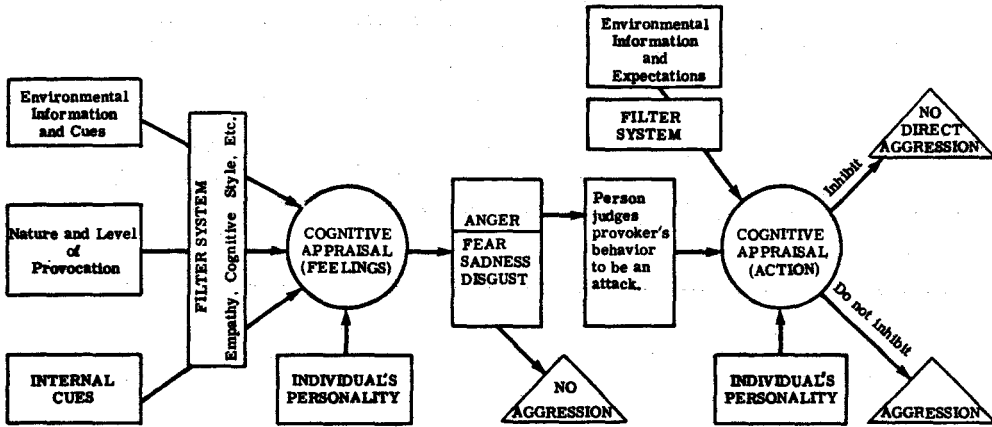 Environmental
Information
and Cues
Nature and Level
of
Provocation
INTERNAL
CUES
FILTER SYSTEM
Empathy, Cognitive Style, Etc.
COGNITIVE
APPRAISAL
(FEELINGS)
INDIVIDUAL'S
PERSONALITY
ANGER
FEAR
SADNESS
DISGUST
NO
AGGRESSION
Person
judges
provoker's
behavior
to be an
attack.
Environmental
Information
and
Expectations
FILTER
SYSTEM
COGNITIVE
APPRAISAL
(ACTION)
INDIVIDUAL'S
PERSONALITY
Inhibit
NO
DIRECT
AGGRESSION
Do not inhibit
AGGRESSION